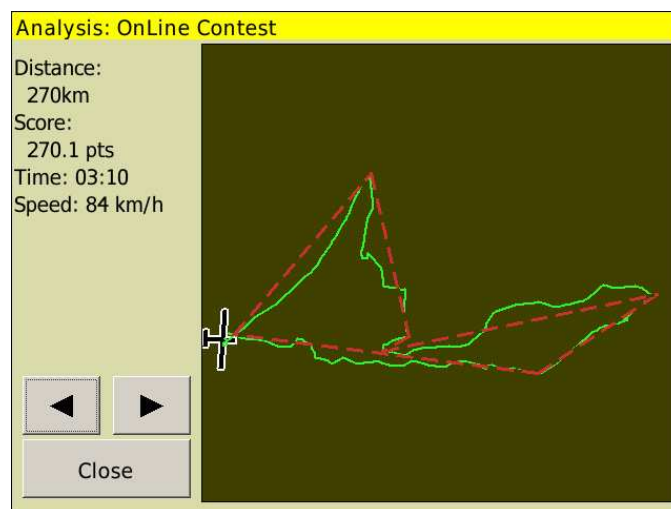 Analysis: OnLine Contest
Distance:
270km
Score:
270.1 pts
Time: 03:10
Speed: 84 km/h
Close